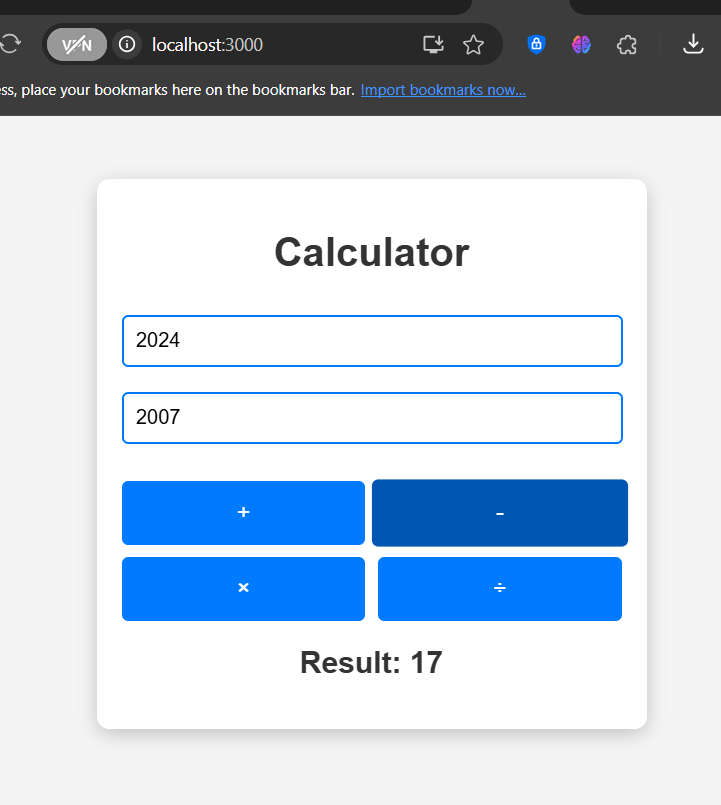 VPN localhost:3000
ess, place your bookmarks here on the bookmarks bar. Import bookmarks now...
Calculator
2024
2007
+ -
× ÷
Result: 17